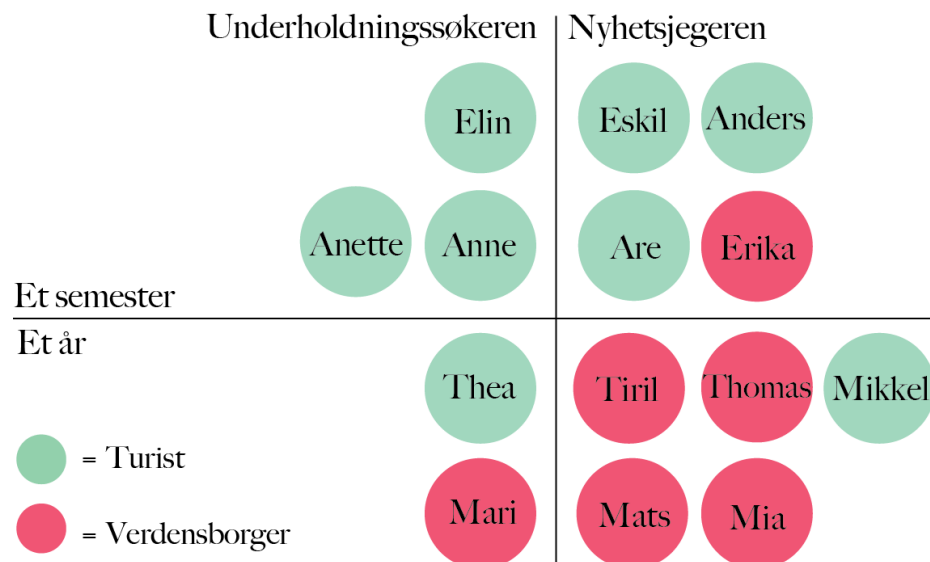 Underholdningssøkeren
Nyhetsjegeren
Elin
Eskil
Anders
Anette
Anne
Are
Erika
Et semester
Et år
Thea
Tiril
Thomas
Mikkel
= Turist
Mari
Mats
Mia
= Verdensborger